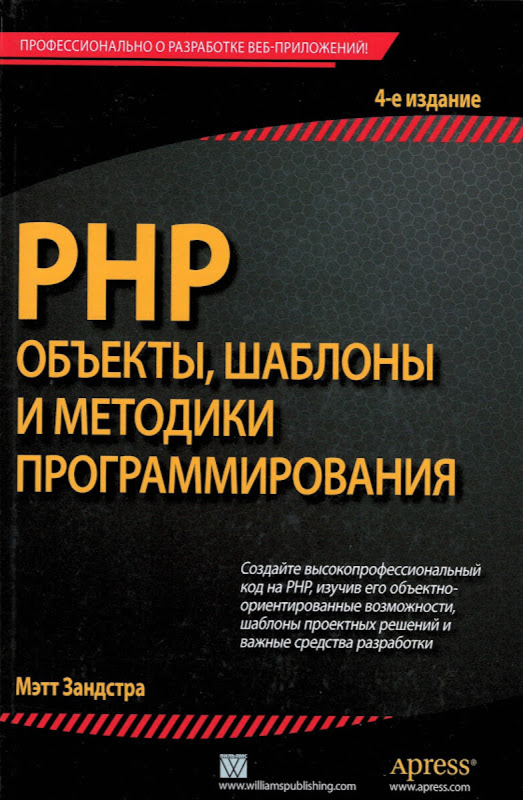 ПРОФЕССИОНАЛЬНО О РАЗРАБОТКЕ ВЕБ-ПРИЛОЖЕНИЙ!
4-е издание
PHP
ОБЪЕКТЫ, ШАБЛОНЫ
И МЕТОДИКИ
ПРОГРАММИРОВАНИЯ
Создайте высокопрофессиональный
код на PHP, изучив его объектно-
ориентированные возможности,
шаблоны проектных решений и
важные средства разработки
Мэтт Зандстра
ВИЛЬЯМС
W
www.williamspublishing.com
Apress®
www.apress.com